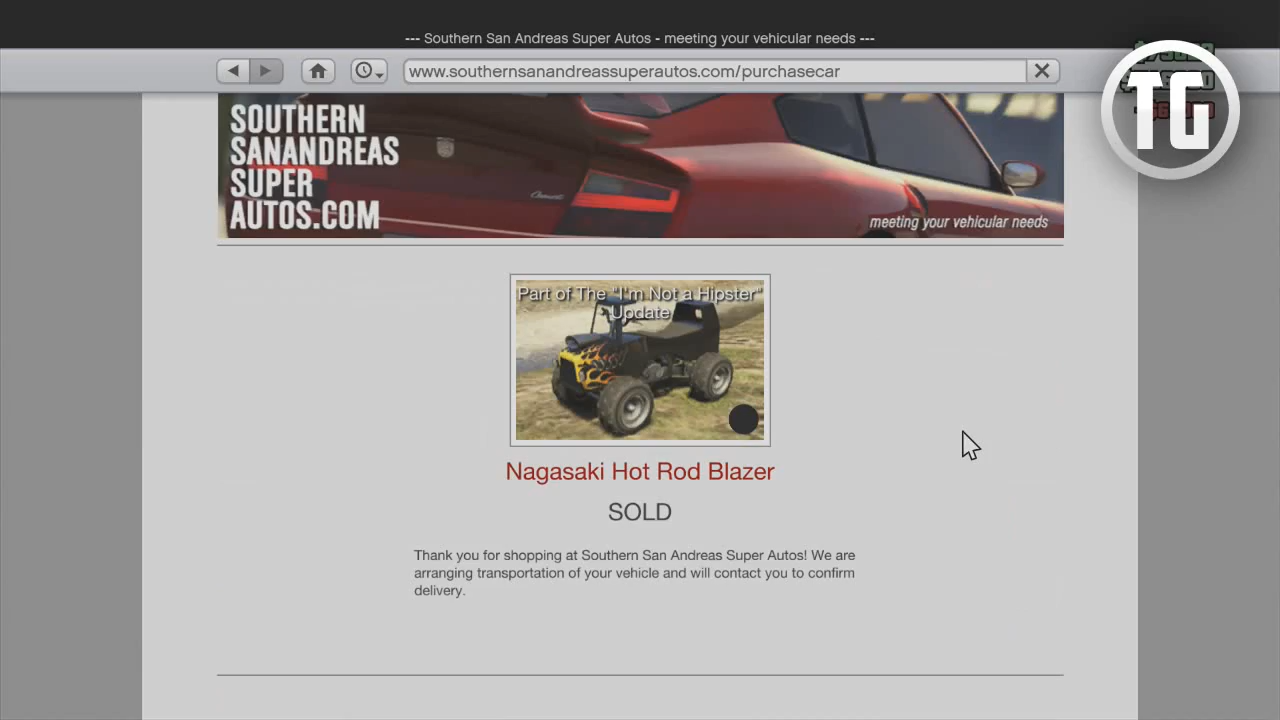 --- Southern San Andreas Super Autos - meeting your vehicular needs ---
www.southernsanandreassuperautos.com/purchasecar
TG
SOUTHERN
SANANDREAS
SUPER
AUTOS.COM
meeting your vehicular needs
Part of The "I'm Not a Hipster"
Update
Nagasaki Hot Rod Blazer
SOLD
Thank you for shopping at Southern San Andreas Super Autos! We are
arranging transportation of your vehicle and will contact you to confirm
delivery.